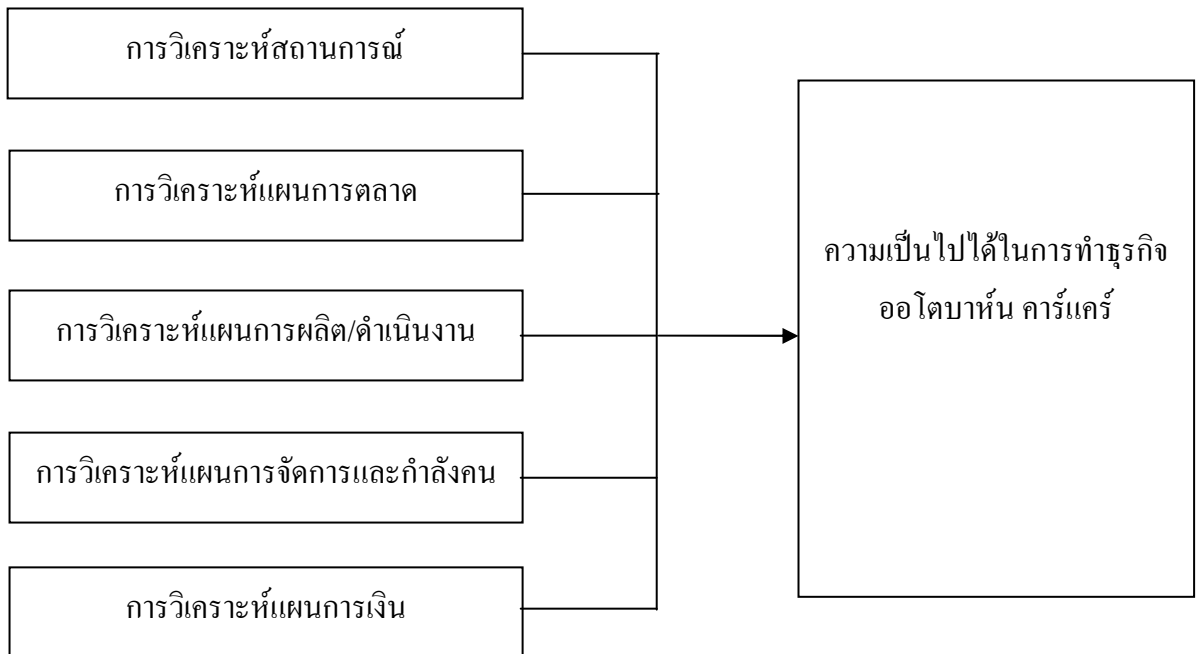 การวิเคราะห์สถานการณ์
การวิเคราะห์แผนการตลาด
การวิเคราะห์แผนการผลิต/ดำเนินงาน
การวิเคราะห์แผนการจัดการและกำลังคน
การวิเคราะห์แผนการเงิน
ความเป็นไปได้ในการทำธุรกิจ
ออโตบาห์น คาร์แคร์